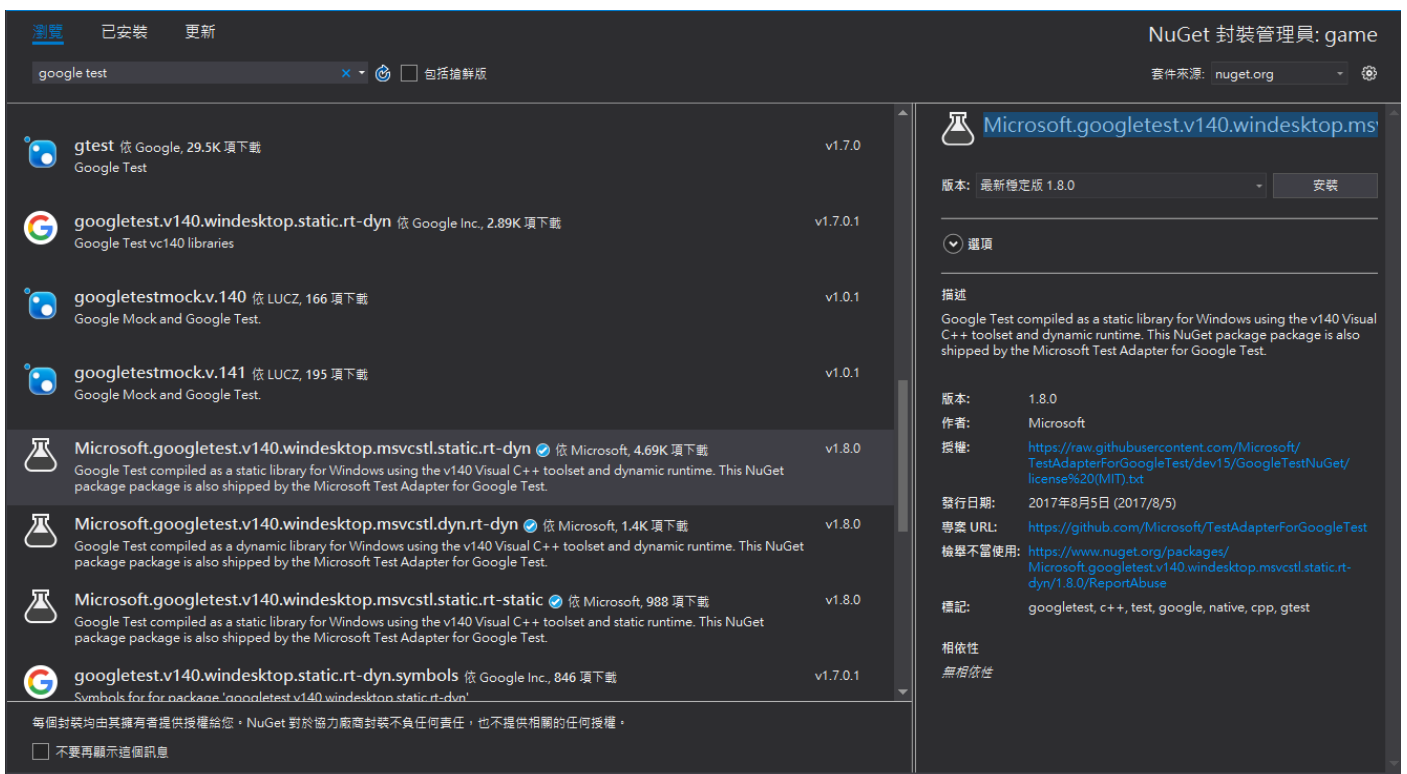 瀏覽 已安裝 更新
NuGet 封裝管理員: game
google test
包括搶鮮版
套件來源: nuget.org
gtest 依 Google, 29.5K 項下載 v1.7.0
Google Test
googletest.v140.windesktop.static.rt-dyn 依 Google Inc., 2.89K 項下載 v1.7.0.1
Google Test vc140 libraries
googletestmock.v.140 依 LUCZ, 166 項下載 v1.0.1
Google Mock and Google Test.
googletestmock.v.141 依 LUCZ, 195 項下載 v1.0.1
Google Mock and Google Test.
Microsoft.googletest.v140.windesktop.msvcstl.static.rt-dyn 依 Microsoft, 4.69K 項下載 v1.8.0
Google Test compiled as a static library for Windows using the v140 Visual C++ toolset and dynamic runtime. This NuGet
package package is also shipped by the Microsoft Test Adapter for Google Test.
Microsoft.googletest.v140.windesktop.msvcstl.dyn.rt-dyn 依 Microsoft, 1.4K 項下載 v1.8.0
Google Test compiled as a dynamic library for Windows using the v140 Visual C++ toolset and dynamic runtime. This NuGet
package package is also shipped by the Microsoft Test Adapter for Google Test.
Microsoft.googletest.v140.windesktop.msvcstl.static.rt-static 依 Microsoft, 988 項下載 v1.8.0
Google Test compiled as a static library for Windows using the v140 Visual C++ toolset and static runtime. This NuGet
package package is also shipped by the Microsoft Test Adapter for Google Test.
googletest.v140.windesktop.static.rt-dyn.symbols 依 Google Inc., 846 項下載 v1.7.0.1
Symbols for for package 'googletest.v140.windesktop.static.rt-dyn'
每個封裝均由其擁有者提供授權給您。NuGet 對於協力廠商封裝不負任何責任，也不提供相關的任何授權。
不要再顯示這個訊息
Microsoft.googletest.v140.windesktop.ms
版本: 最新穩定版 1.8.0 安裝
選項
描述
Google Test compiled as a static library for Windows using the v140 Visual
C++ toolset and dynamic runtime. This NuGet package package is also
shipped by the Microsoft Test Adapter for Google Test.
版本: 1.8.0
作者: Microsoft
授權: https://raw.githubusercontent.com/Microsoft/
TestAdapterForGoogleTest/dev15/GoogleTestNuGet/
license%20(MIT).txt
發行日期: 2017年8月5日 (2017/8/5)
專案 URL: https://github.com/Microsoft/TestAdapterForGoogleTest
檢舉不當使用: https://www.nuget.org/packages/
Microsoft.googletest.v140.windesktop.msvcstl.static.rt-
dyn/1.8.0/ReportAbuse
標記: googletest, c++, test, google, native, cpp, gtest
相依性
無相依性